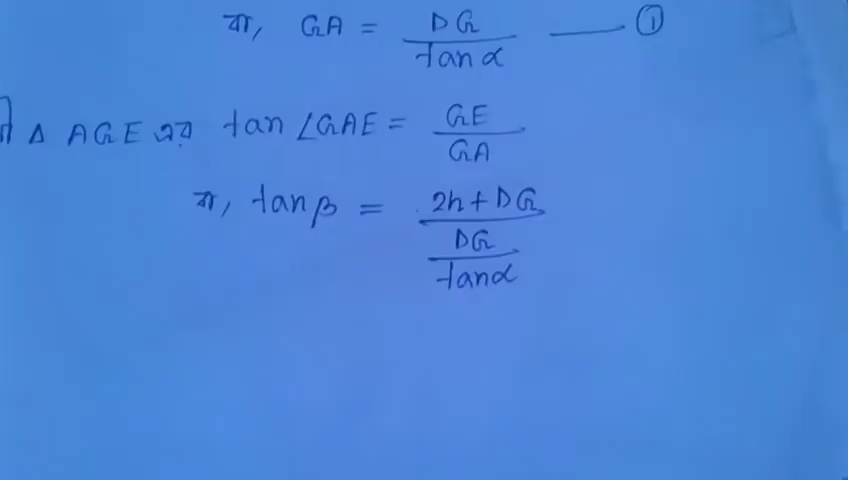 বা, GA = DG / tanα —— ①
Δ AGE এর tan∠GAE = GE / GA
বা, tanβ = (2h + DG) / (DG / tanα)